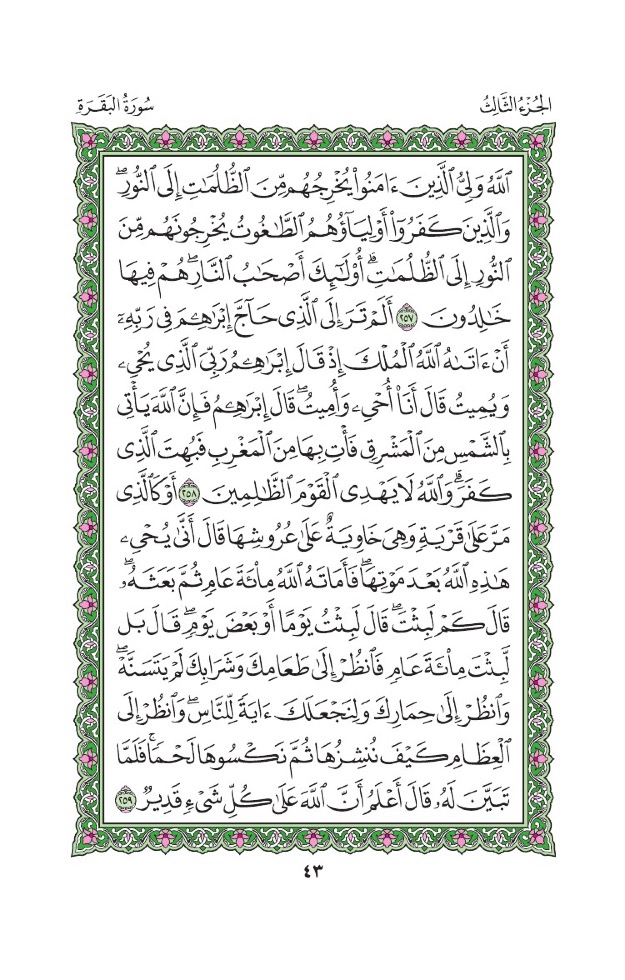 الجُزْءُ الثَّالِثُ
سُورَةُ البَقَرَةِ
ٱللَّهُ وَلِيُّ ٱلَّذِينَ ءَامَنُواْ يُخْرِجُهُم مِّنَ ٱلظُّلُمَٰتِ إِلَى ٱلنُّورِۖ
وَٱلَّذِينَ كَفَرُوٓاْ أَوْلِيَآؤُهُمُ ٱلطَّٰغُوتُ يُخْرِجُونَهُم مِّنَ
ٱلنُّورِ إِلَى ٱلظُّلُمَٰتِۗ أُوْلَٰٓئِكَ أَصْحَٰبُ ٱلنَّارِۖ هُمْ فِيهَا
خَٰلِدُونَ ٢٥٧ أَلَمْ تَرَ إِلَى ٱلَّذِي حَآجَّ إِبْرَٰهِـۧمَ فِي رَبِّهِۦٓ
أَنْ ءَاتَىٰهُ ٱللَّهُ ٱلْمُلْكَ إِذْ قَالَ إِبْرَٰهِـۧمُ رَبِّيَ ٱلَّذِي يُحْيِۦ
وَيُمِيتُ قَالَ أَنَا۠ أُحْيِۦ وَأُمِيتُۖ قَالَ إِبْرَٰهِـۧمُ فَإِنَّ ٱللَّهَ يَأْتِي
بِٱلشَّمْسِ مِنَ ٱلْمَشْرِقِ فَأْتِ بِهَا مِنَ ٱلْمَغْرِبِ فَبُهِتَ ٱلَّذِي
كَفَرَۗ وَٱللَّهُ لَا يَهْدِي ٱلْقَوْمَ ٱلظَّٰلِمِينَ ٢٥٨ أَوْ كَٱلَّذِي
مَرَّ عَلَىٰ قَرْيَةٍ وَهِيَ خَاوِيَةٌ عَلَىٰ عُرُوشِهَا قَالَ أَنَّىٰ يُحْيِۦ
هَٰذِهِ ٱللَّهُ بَعْدَ مَوْتِهَاۖ فَأَمَاتَهُ ٱللَّهُ مِاْئَةَ عَامٍ ثُمَّ بَعَثَهُۥۖ
قَالَ كَمْ لَبِثْتَۖ قَالَ لَبِثْتُ يَوْمًا أَوْ بَعْضَ يَوْمٍۖ قَالَ بَل
لَّبِثْتَ مِاْئَةَ عَامٍ فَٱنظُرْ إِلَىٰ طَعَامِكَ وَشَرَابِكَ لَمْ يَتَسَنَّهْۖ
وَٱنظُرْ إِلَىٰ حِمَارِكَ وَلِنَجْعَلَكَ ءَايَةً لِّلنَّاسِۖ وَٱنظُرْ إِلَى
ٱلْعِظَامِ كَيْفَ نُنشِزُهَا ثُمَّ نَكْسُوهَا لَحْمًاۚ فَلَمَّا
تَبَيَّنَ لَهُۥ قَالَ أَعْلَمُ أَنَّ ٱللَّهَ عَلَىٰ كُلِّ شَيْءٍ قَدِيرٌ ٢٥٩
٤٣